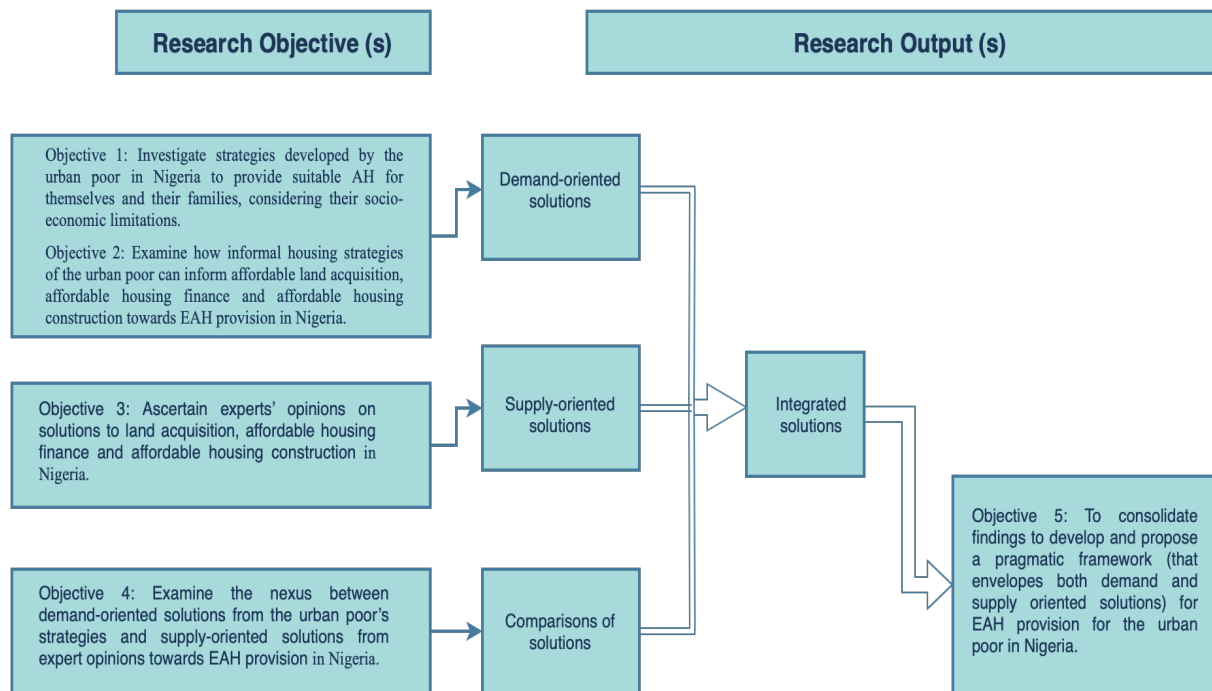 Research Objective (s)
Research Output (s)
Objective 1: Investigate strategies developed by the
urban poor in Nigeria to provide suitable AH for
themselves and their families, considering their socio-
economic limitations.
Objective 2: Examine how informal housing strategies
of the urban poor can inform affordable land acquisition,
affordable housing finance and affordable housing
construction towards EAH provision in Nigeria.
Demand-oriented
solutions
Objective 3: Ascertain experts’ opinions on
solutions to land acquisition, affordable housing
finance and affordable housing construction in
Nigeria.
Supply-oriented
solutions
Integrated
solutions
Objective 4: Examine the nexus between
demand-oriented solutions from the urban poor’s
strategies and supply-oriented solutions from
expert opinions towards EAH provision in Nigeria.
Comparisons of
solutions
Objective 5: To consolidate
findings to develop and propose
a pragmatic framework (that
envelopes both demand and
supply oriented solutions) for
EAH provision for the urban
poor in Nigeria.